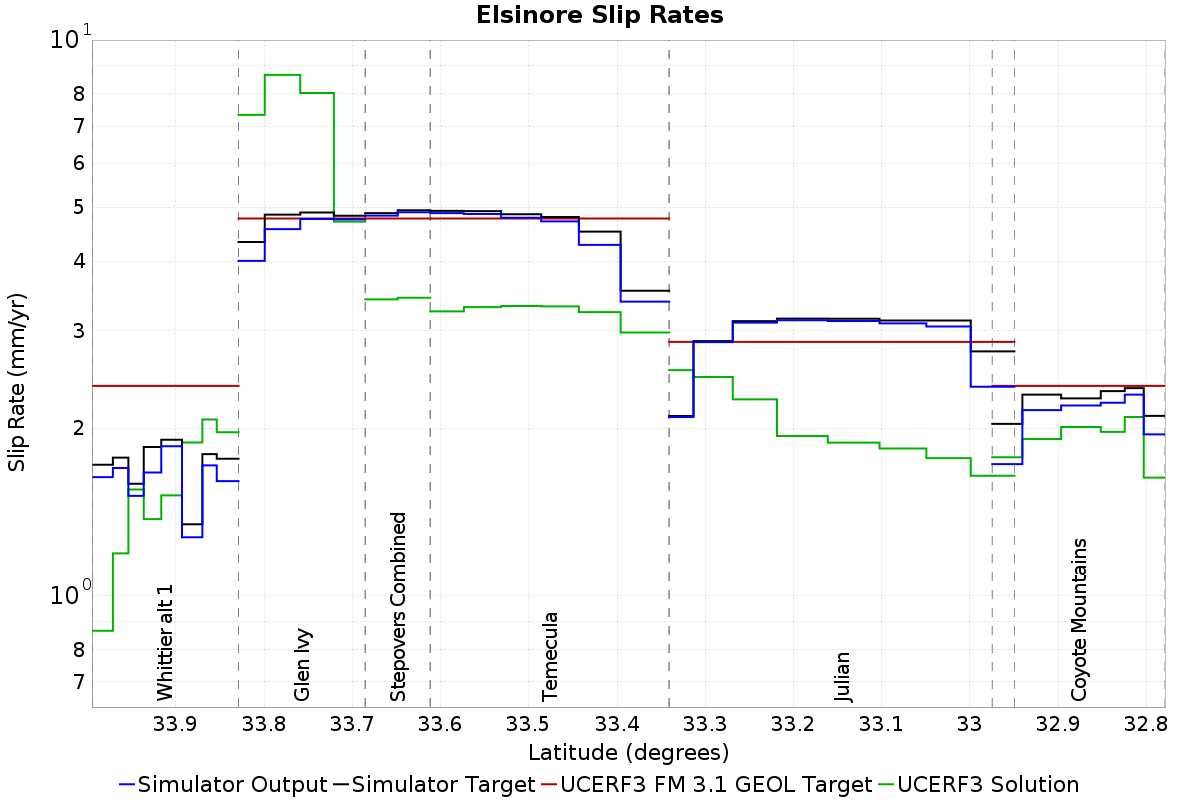 Elsinore Slip Rates
Slip Rate (mm/yr)
10^1
8
7
6
5
4
3
2
10^0
8
7
Whittier alt 1
Glen Ivy
Stepovers Combined
Temecula
Julian
Coyote Mountains
33.9 33.8 33.7 33.6 33.5 33.4 33.3 33.2 33.1 33 32.9 32.8
Latitude (degrees)
Simulator Output Simulator Target UCERF3 FM 3.1 GEOL Target UCERF3 Solution